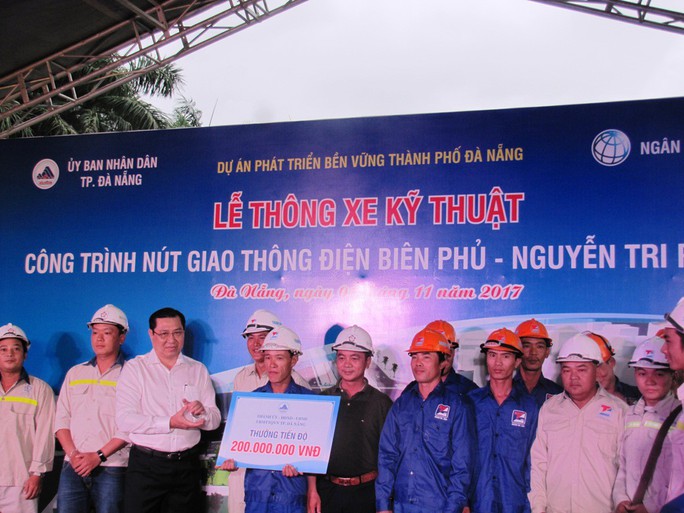 ỦY BAN NHÂN DÂN
TP. ĐÀ NẴNG
DỰ ÁN PHÁT TRIỂN BỀN VỮNG THÀNH PHỐ ĐÀ NẴNG
NGÂN
LỄ THÔNG XE KỸ THUẬT
CÔNG TRÌNH NÚT GIAO THÔNG ĐIỆN BIÊN PHỦ - NGUYỄN TRI
Đà Nẵng, ngày 11 năm 2017
THƯỞNG TIẾN ĐỘ
200.000.000 VNĐ